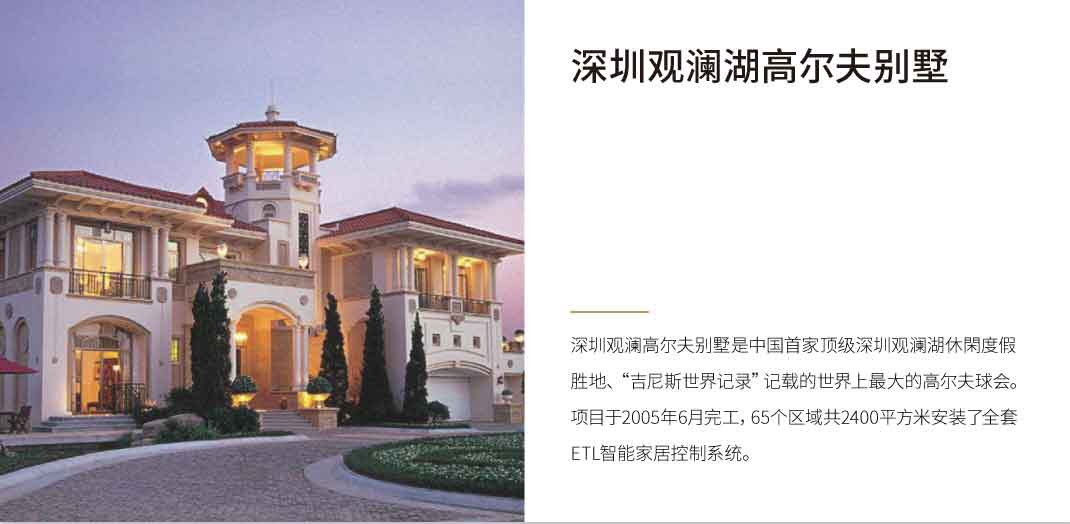 深圳观澜湖高尔夫别墅
深圳观澜高尔夫别墅是中国首家顶级深圳观澜湖休閑度假
胜地、“吉尼斯世界记录” 记载的世界上最大的高尔夫球会。
项目于2005年6月完工，65个区域共2400平方米安装了全套
ETL智能家居控制系统。